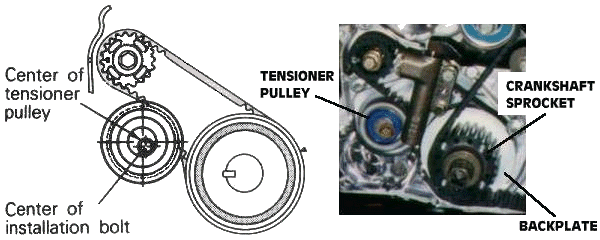 Center of
tensioner
pulley
Center of
installation bolt
TENSIONER
PULLEY
CRANKSHAFT
SPROCKET
BACKPLATE